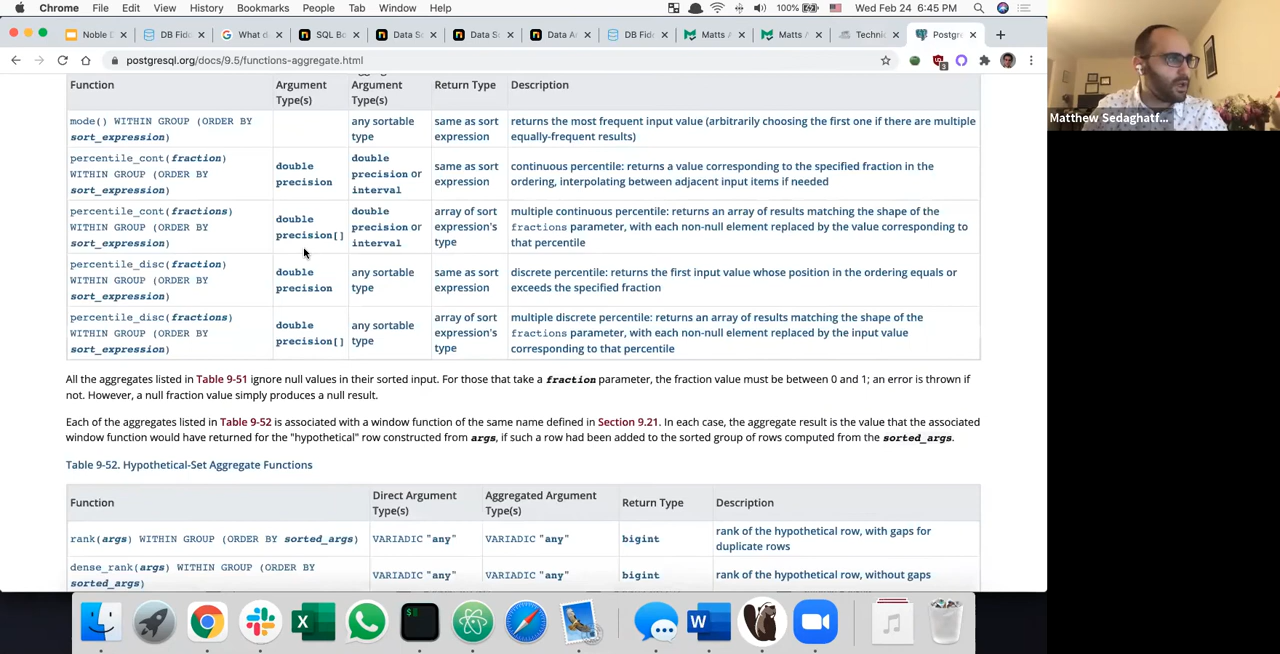 Chrome File Edit View History Bookmarks People Tab Window Help 100% Wed Feb 24 6:45 PM
Noble D DB Fidd What d SQL Bo Data Sc Data Sc Data A DB Fid Matts A Matts A Technic Postgr
postgresql.org/docs/9.5/functions-aggregate.html 3
Function Argument Type(s) Argument Type(s) Return Type Description
mode() WITHIN GROUP (ORDER BY sort_expression) any sortable type same as sort expression returns the most frequent input value (arbitrarily choosing the first one if there are multiple
equally-frequent results)
percentile_cont(fraction) WITHIN GROUP (ORDER BY sort_expression) double precision double precision or interval same as sort expression continuous percentile: returns a value corresponding to the specified fraction in the
ordering, interpolating between adjacent input items if needed
percentile_cont(fractions) WITHIN GROUP (ORDER BY sort_expression) double precision[] double precision or interval array of sort expression's type multiple continuous percentile: returns an array of results matching the shape of the
fractions parameter, with each non-null element replaced by the value corresponding to
that percentile
percentile_disc(fraction) WITHIN GROUP (ORDER BY sort_expression) double precision any sortable type same as sort expression discrete percentile: returns the first input value whose position in the ordering equals or
exceeds the specified fraction
percentile_disc(fractions) WITHIN GROUP (ORDER BY sort_expression) double precision[] any sortable type array of sort expression's type multiple discrete percentile: returns an array of results matching the shape of the
fractions parameter, with each non-null element replaced by the input value
corresponding to that percentile
All the aggregates listed in Table 9-51 ignore null values in their sorted input. For those that take a fraction parameter, the fraction value must be between 0 and 1; an error is thrown if
not. However, a null fraction value simply produces a null result.
Each of the aggregates listed in Table 9-52 is associated with a window function of the same name defined in Section 9.21. In each case, the aggregate result is the value that the associated
window function would have returned for the "hypothetical" row constructed from args, if such a row had been added to the sorted group of rows computed from the sorted_args.
Table 9-52. Hypothetical-Set Aggregate Functions
Function Direct Argument Type(s) Aggregated Argument Type(s) Return Type Description
rank(args) WITHIN GROUP (ORDER BY sorted_args) VARIADIC "any" VARIADIC "any" bigint rank of the hypothetical row, with gaps for
duplicate rows
dense_rank(args) WITHIN GROUP (ORDER BY sorted_args) VARIADIC "any" VARIADIC "any" bigint rank of the hypothetical row, without gaps
Matthew Sedaghatf...